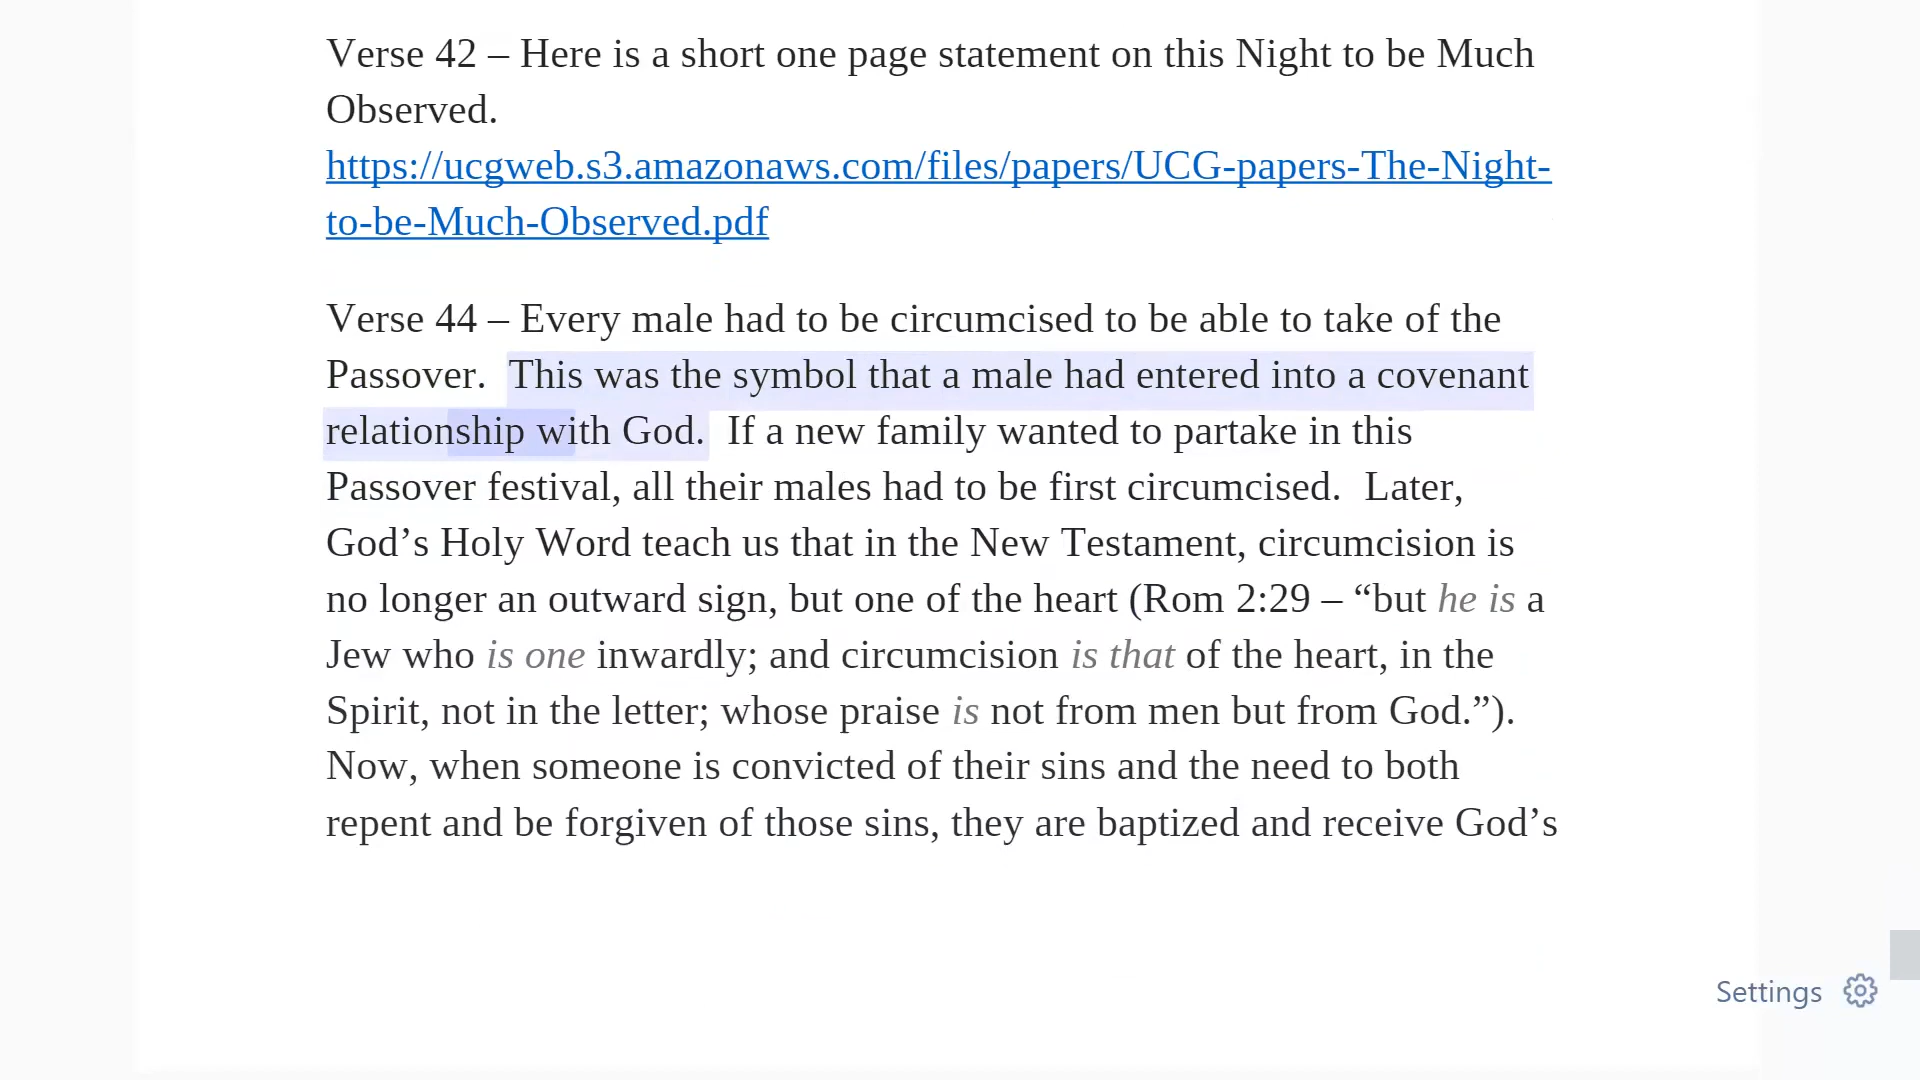 Verse 42 – Here is a short one page statement on this Night to be Much
Observed.
https://ucgweb.s3.amazonaws.com/files/papers/UCG-papers-The-Night-
to-be-Much-Observed.pdf
Verse 44 – Every male had to be circumcised to be able to take of the
Passover.  This was the symbol that a male had entered into a covenant
relationship with God.  If a new family wanted to partake in this
Passover festival, all their males had to be first circumcised.  Later,
God’s Holy Word teach us that in the New Testament, circumcision is
no longer an outward sign, but one of the heart (Rom 2:29 – “but he is a
Jew who is one inwardly; and circumcision is that of the heart, in the
Spirit, not in the letter; whose praise is not from men but from God.”).
Now, when someone is convicted of their sins and the need to both
repent and be forgiven of those sins, they are baptized and receive God’s
Settings